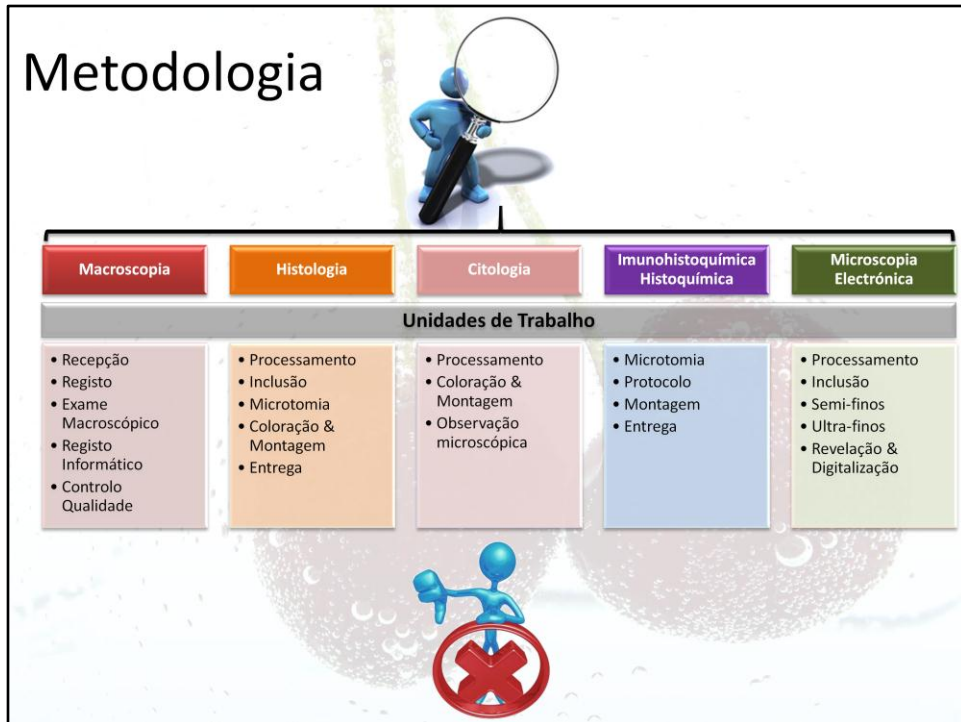 Metodologia
Macroscopia
Histologia
Citologia
Imunohistoquímica
Histoquímica
Microscopia
Electrónica
Unidades de Trabalho
• Recepção
• Registo
• Exame
Macroscópico
• Registo
Informático
• Controlo
Qualidade
• Processamento
• Inclusão
• Microtomia
• Coloração &
Montagem
• Entrega
• Processamento
• Coloração &
Montagem
• Observação
microscópica
• Microtomia
• Protocolo
• Montagem
• Entrega
• Processamento
• Inclusão
• Semi-finos
• Ultra-finos
• Revelação &
Digitalização